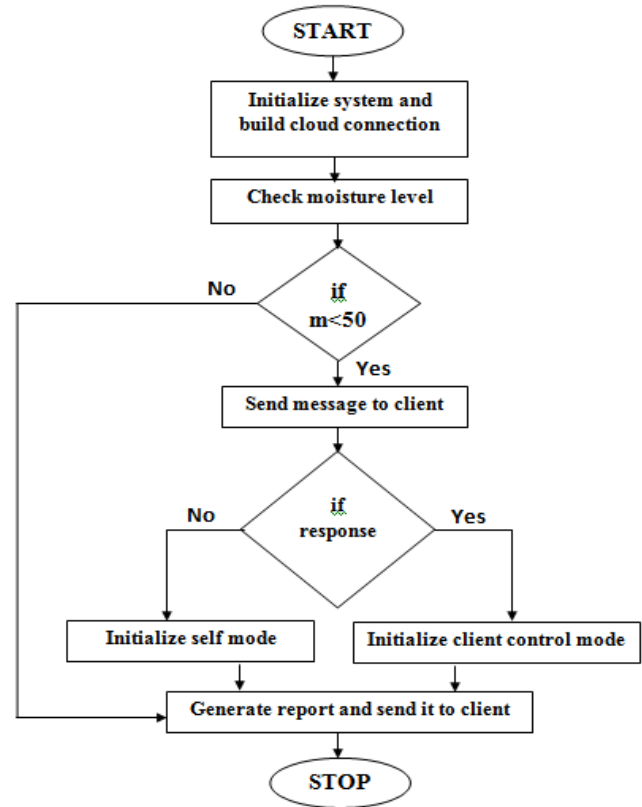 START
Initialize system and
build cloud connection
Check moisture level
No
if
m<50
Yes
Send message to client
if
response
No
Yes
Initialize self mode
Initialize client control mode
Generate report and send it to client
STOP